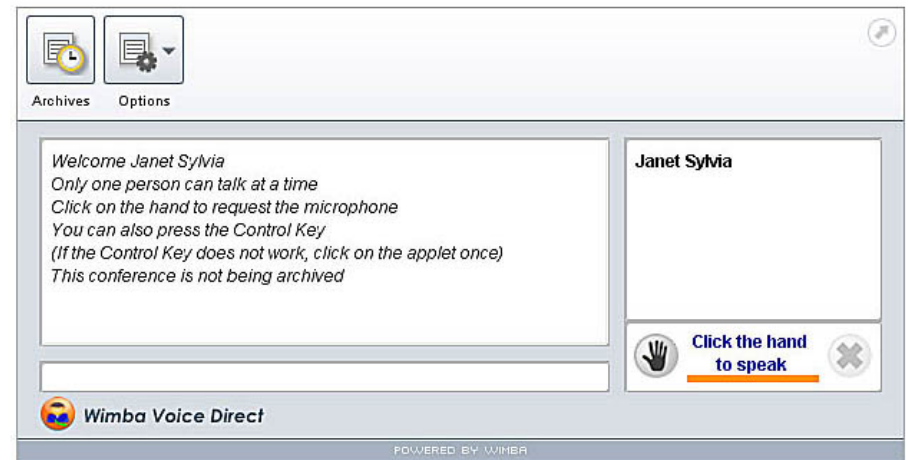 Archives
Options
Welcome Janet Sylvia
Only one person can talk at a time
Click on the hand to request the microphone
You can also press the Control Key
(If the Control Key does not work, click on the applet once)
This conference is not being archived
Janet Sylvia
Click the hand
to speak
Wimba Voice Direct
POWERED BY WIMBA